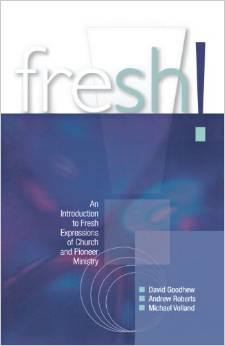 fresh!
An
Introduction
to Fresh
Expressions
of Church
and Pioneer
Ministry
David Goodhew
Andrew Roberts
Michael Volland